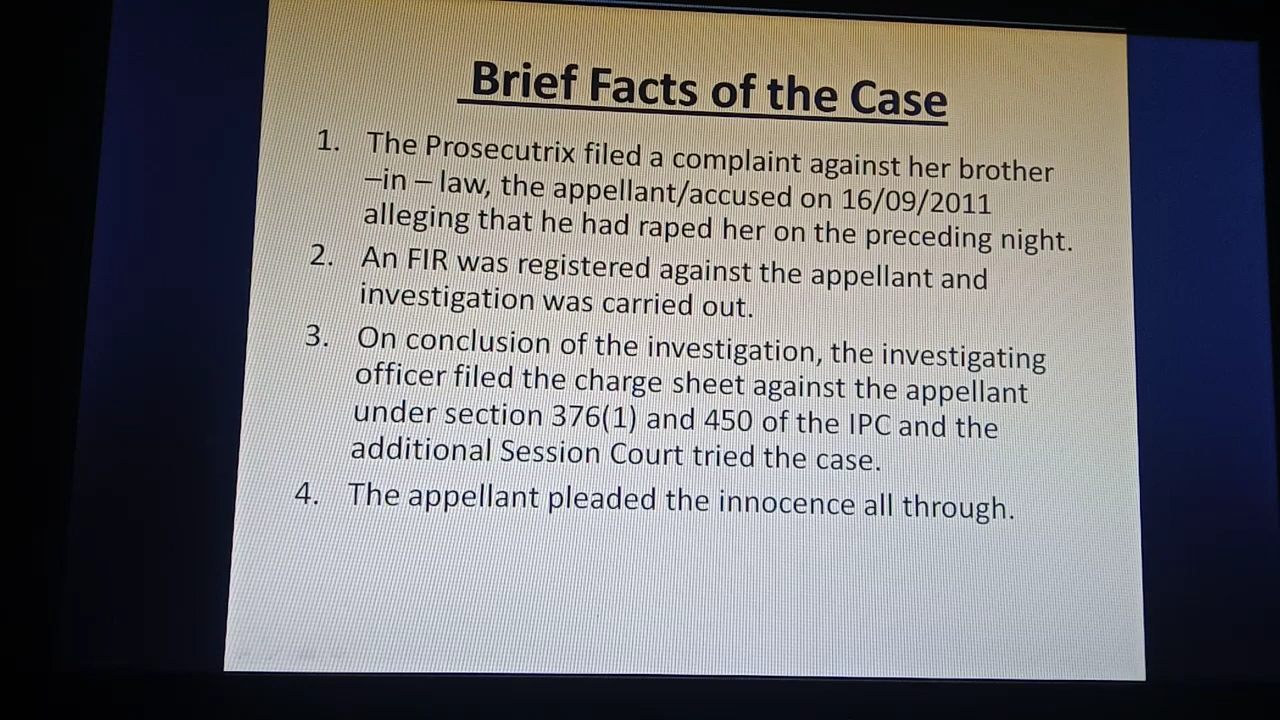 Brief Facts of the Case
1. The Prosecutrix filed a complaint against her brother
–in – law, the appellant/accused on 16/09/2011
alleging that he had raped her on the preceding night.
2. An FIR was registered against the appellant and
investigation was carried out.
3. On conclusion of the investigation, the investigating
officer filed the charge sheet against the appellant
under section 376(1) and 450 of the IPC and the
additional Session Court tried the case.
4. The appellant pleaded the innocence all through.